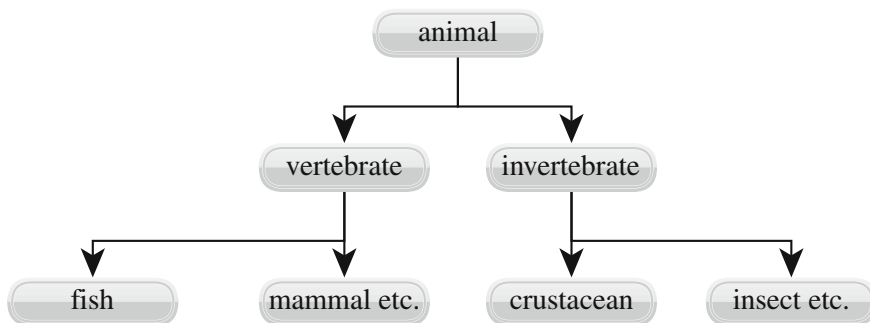 animal
vertebrate
invertebrate
fish
mammal etc.
crustacean
insect etc.